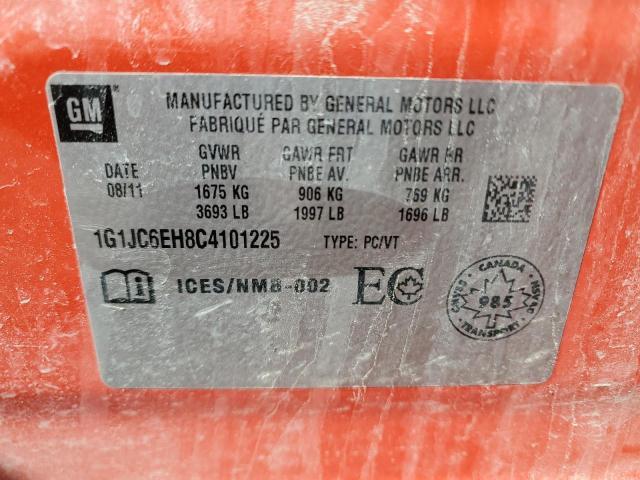 GM
MANUFACTURED BY GENERAL MOTORS LLC
FABRIQUÉ PAR GENERAL MOTORS LLC
DATE
08/11
GVWR
PNBV
1675 KG
3693 LB
GAWR FRT
PNBE AV.
906 KG
1997 LB
GAWR RR
PNBE ARR.
769 KG
1696 LB
1G1JC6EH8C4101225 TYPE: PC/VT
ICES/NMB-002 EC
CANADA
985
TRANSPORT